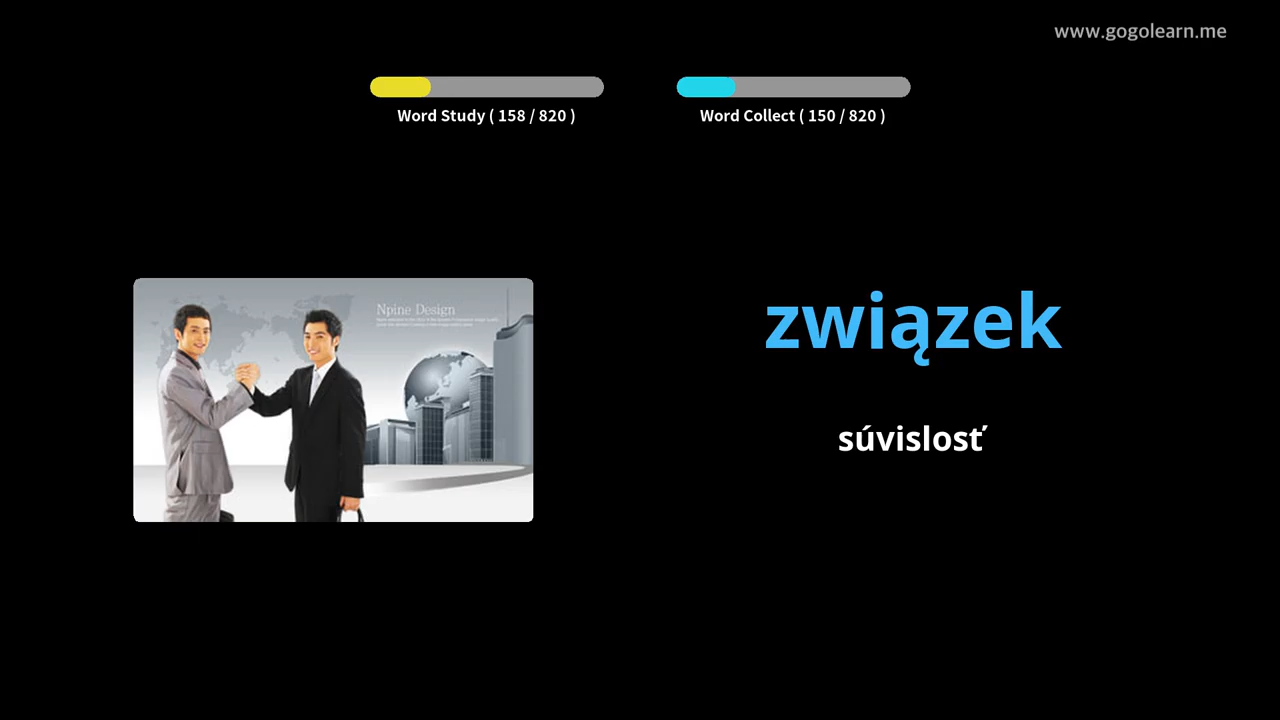 www.gogolearn.me
Word Study ( 158 / 820 )
Word Collect ( 150 / 820 )
Npine Design
związek
súvislosť